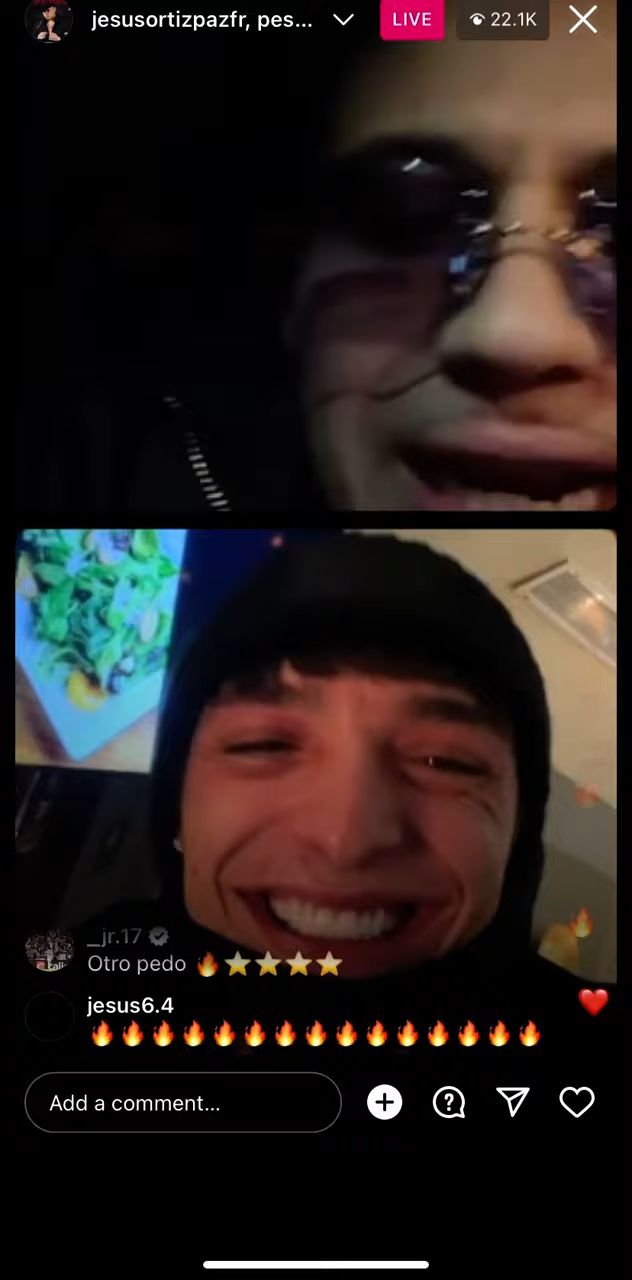 jesusortizpazfr, pes...
LIVE
22.1K
_jr.17
Otro pedo 🔥⭐⭐⭐⭐
jesus6.4
🔥🔥🔥🔥🔥🔥🔥🔥🔥🔥🔥🔥🔥🔥🔥
Add a comment...